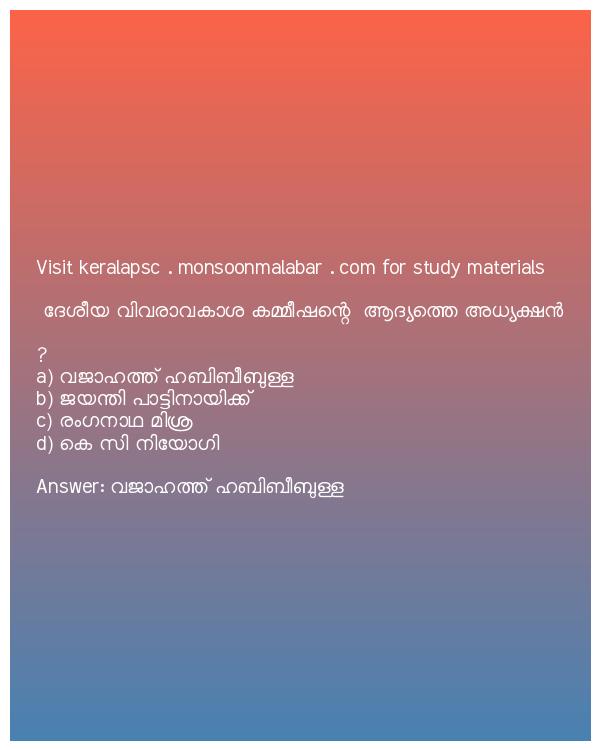 Visit keralapsc . monsoonmalabar . com for study materials
ദേശീയ വിവരാവകാശ കമ്മീഷന്റെ ആദ്യത്തെ അധ്യക്ഷൻ
?
a) വജാഹത്ത് ഹബിബീബുള്ള
b) ജയന്തി പാട്ടിനായിക്ക്
c) രംഗനാഥ മിശ്ര
d) കെ സി നിയോഗി
Answer: വജാഹത്ത് ഹബിബീബുള്ള